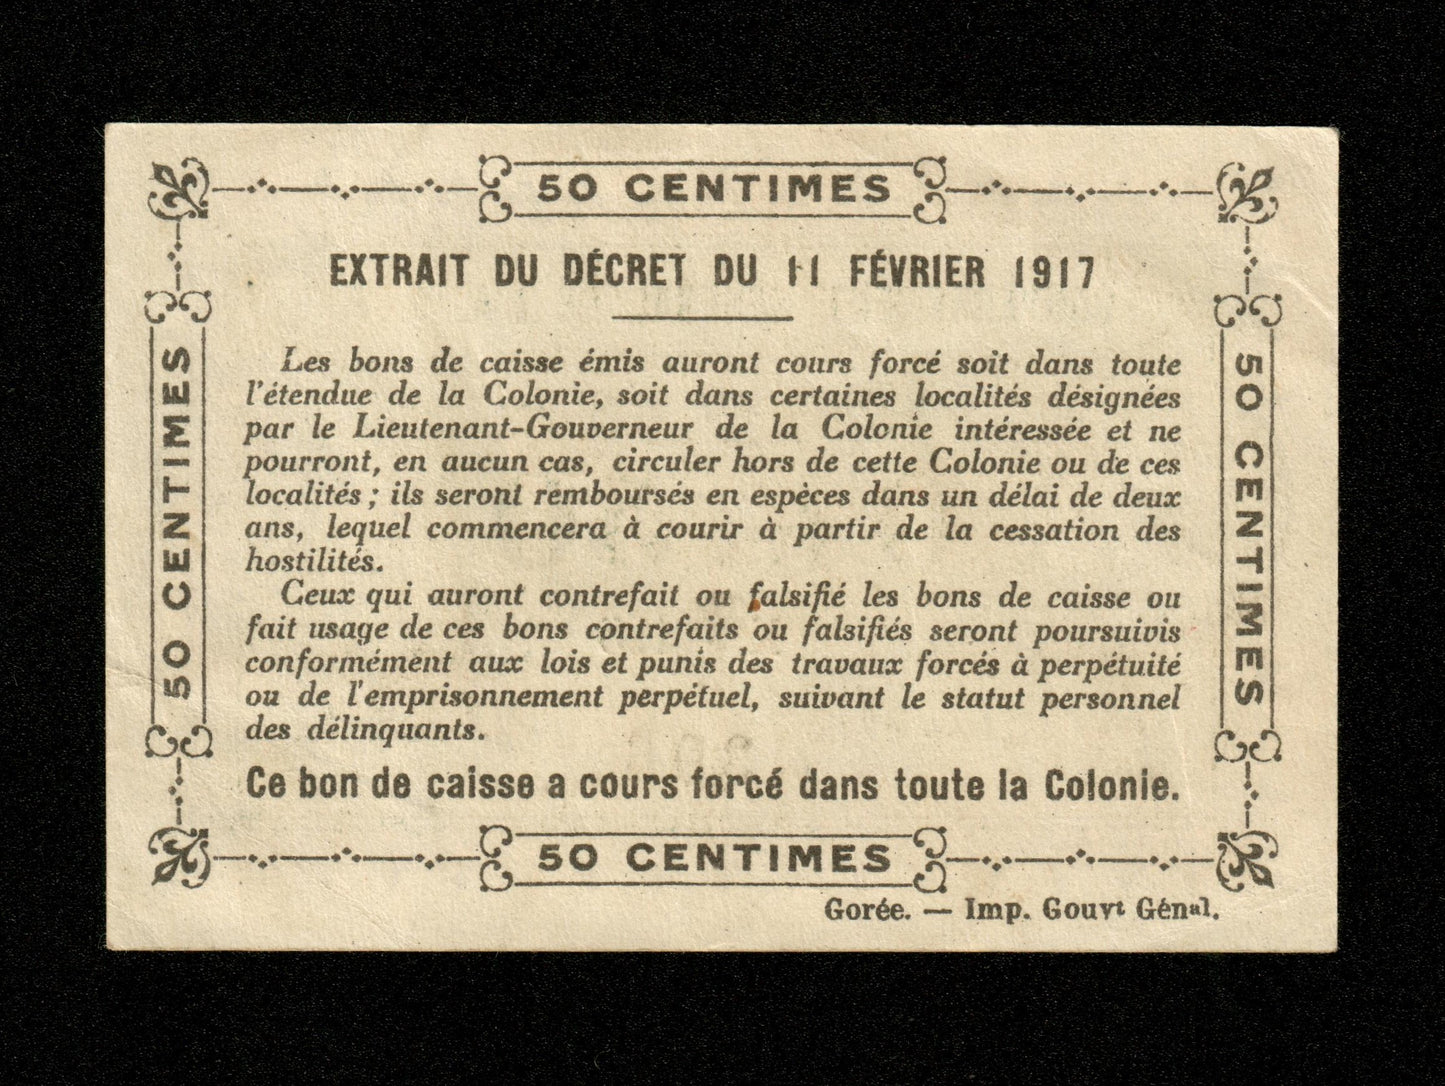 50 CENTIMES
EXTRAIT DU DÉCRET DU 11 FÉVRIER 1917
50 CENTIMES
50 CENTIMES
Les bons de caisse émis auront cours forcé soit dans toute
l'étendue de la Colonie, soit dans certaines localités désignées
par le Lieutenant-Gouverneur de la Colonie intéressée et ne
pourront, en aucun cas, circuler hors de cette Colonie ou de ces
localités ; ils seront remboursés en espèces dans un délai de deux
ans, lequel commencera à courir à partir de la cessation des
hostilités.
Ceux qui auront contrefait ou falsifié les bons de caisse ou
fait usage de ces bons contrefaits ou falsifiés seront poursuivis
conformément aux lois et punis des travaux forcés à perpétuité
ou de l'emprisonnement perpétuel, suivant le statut personnel
des délinquants.
Ce bon de caisse a cours forcé dans toute la Colonie.
50 CENTIMES
Gorée. — Imp. Gouvt Génal.